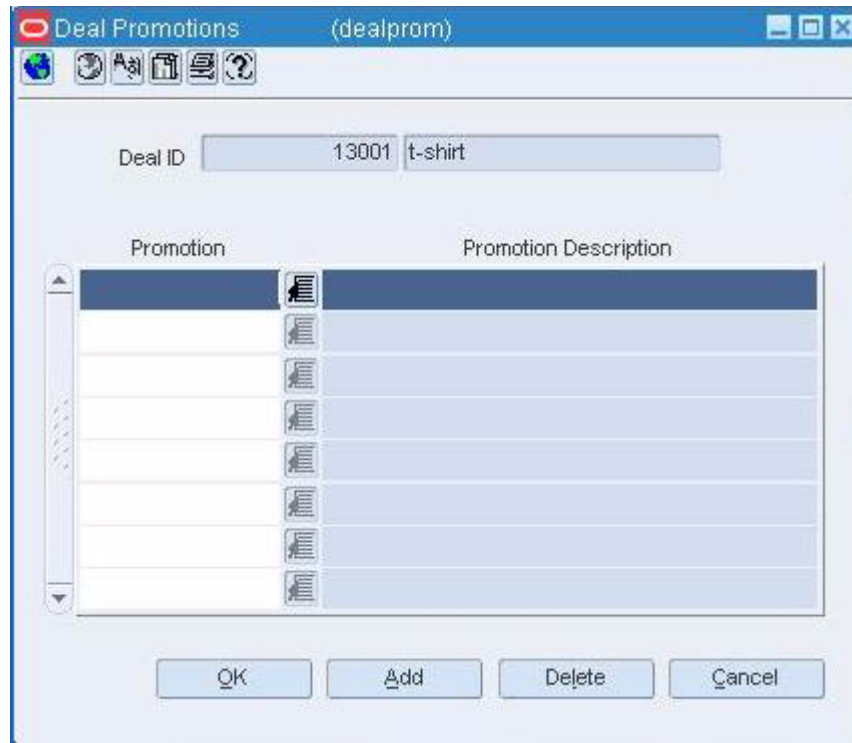 Deal Promotions (dealprom)
Deal ID 13001 t-shirt
Promotion Promotion Description
OK Add Delete Cancel